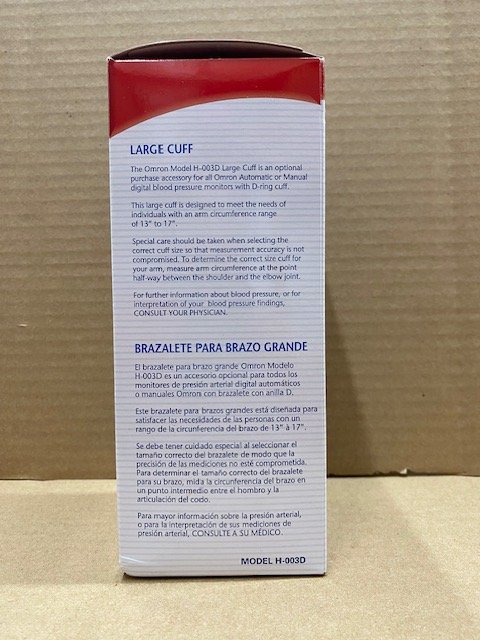 LARGE CUFF
The Omron Model H-003D Large Cuff is an optional
purchase accessory for all Omron Automatic or Manual
digital blood pressure monitors with D-ring cuff.
This large cuff is designed to meet the needs of
individuals with an arm circumference range
of 13" to 17".
Special care should be taken when selecting the
correct cuff size so that measurement accuracy is not
compromised. To determine the correct size cuff for
your arm, measure arm circumference at the point
half-way between the shoulder and the elbow joint.
For further information about blood pressure, or for
interpretation of your blood pressure findings,
CONSULT YOUR PHYSICIAN.
BRAZALETE PARA BRAZO GRANDE
El brazalete para brazo grande Omron Modelo
H-003D es un accesorio opcional para todos los
monitores de presión arterial digital automáticos
o manuales Omron con brazalete con anilla D.
Este brazalete para brazos grandes está diseñada para
satisfacer las necesidades de las personas con un
rango de la circunferencia del brazo de 13" à 17".
Se debe tener cuidado especial al seleccionar el
tamaño correcto del brazalete de modo que la
precisión de las mediciones no esté comprometida.
Para determinar el tamaño correcto del brazalete
para su brazo, mida la circunferencia del brazo en
un punto intermedio entre el hombro y la
articulación del codo.
Para mayor información sobre la presión arterial,
o para la interpretación de sus mediciones de
presión arterial, CONSULTE A SU MÉDICO.
MODEL H-003D